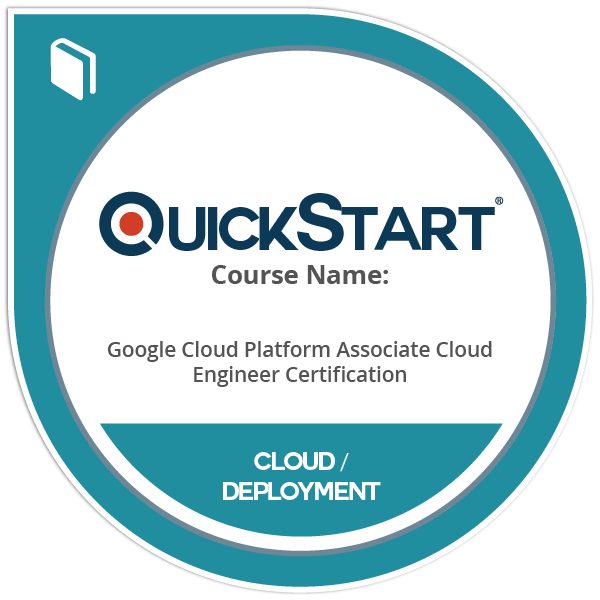 QUICKSTART®
Course Name:
Google Cloud Platform Associate Cloud
Engineer Certification
CLOUD /
DEPLOYMENT